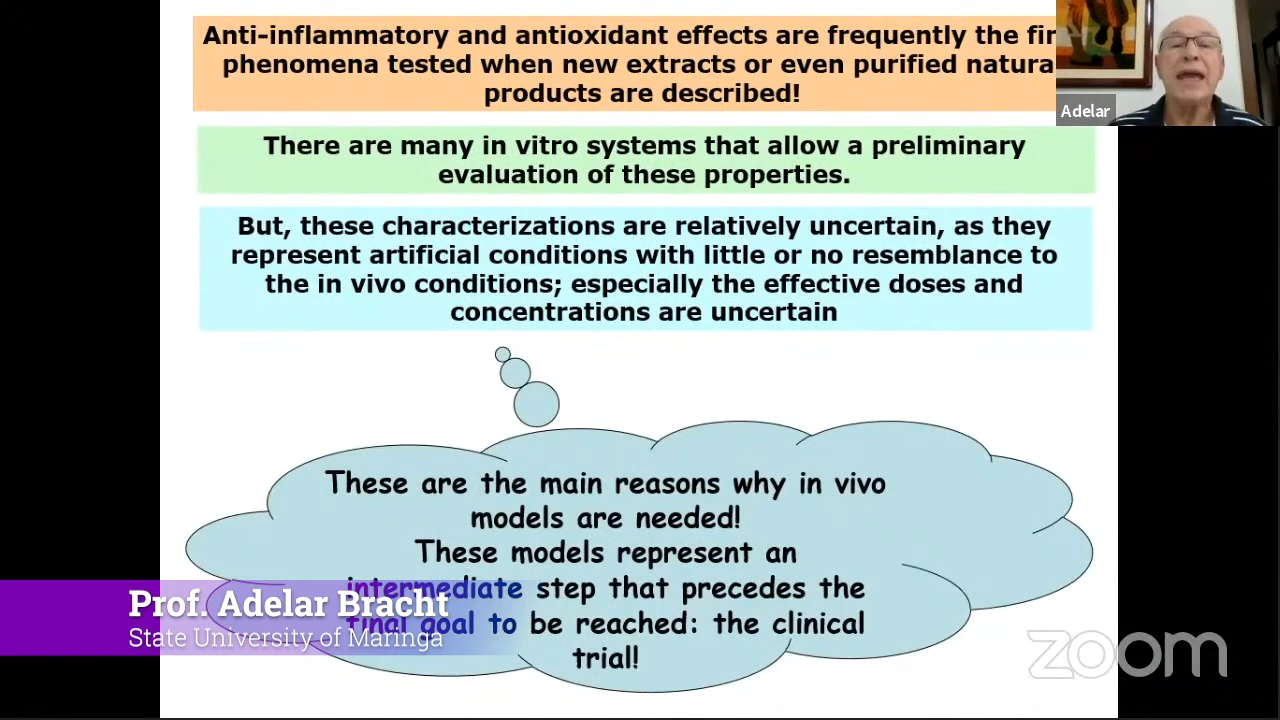 Anti-inflammatory and antioxidant effects are frequently the fir
phenomena tested when new extracts or even purified natura
products are described!
Adelar
There are many in vitro systems that allow a preliminary
evaluation of these properties.
But, these characterizations are relatively uncertain, as they
represent artificial conditions with little or no resemblance to
the in vivo conditions; especially the effective doses and
concentrations are uncertain
These are the main reasons why in vivo
models are needed!
These models represent an
intermediate step that precedes the
final goal to be reached: the clinical
trial!
Prof. Adelar Bracht
State University of Maringa
zoom